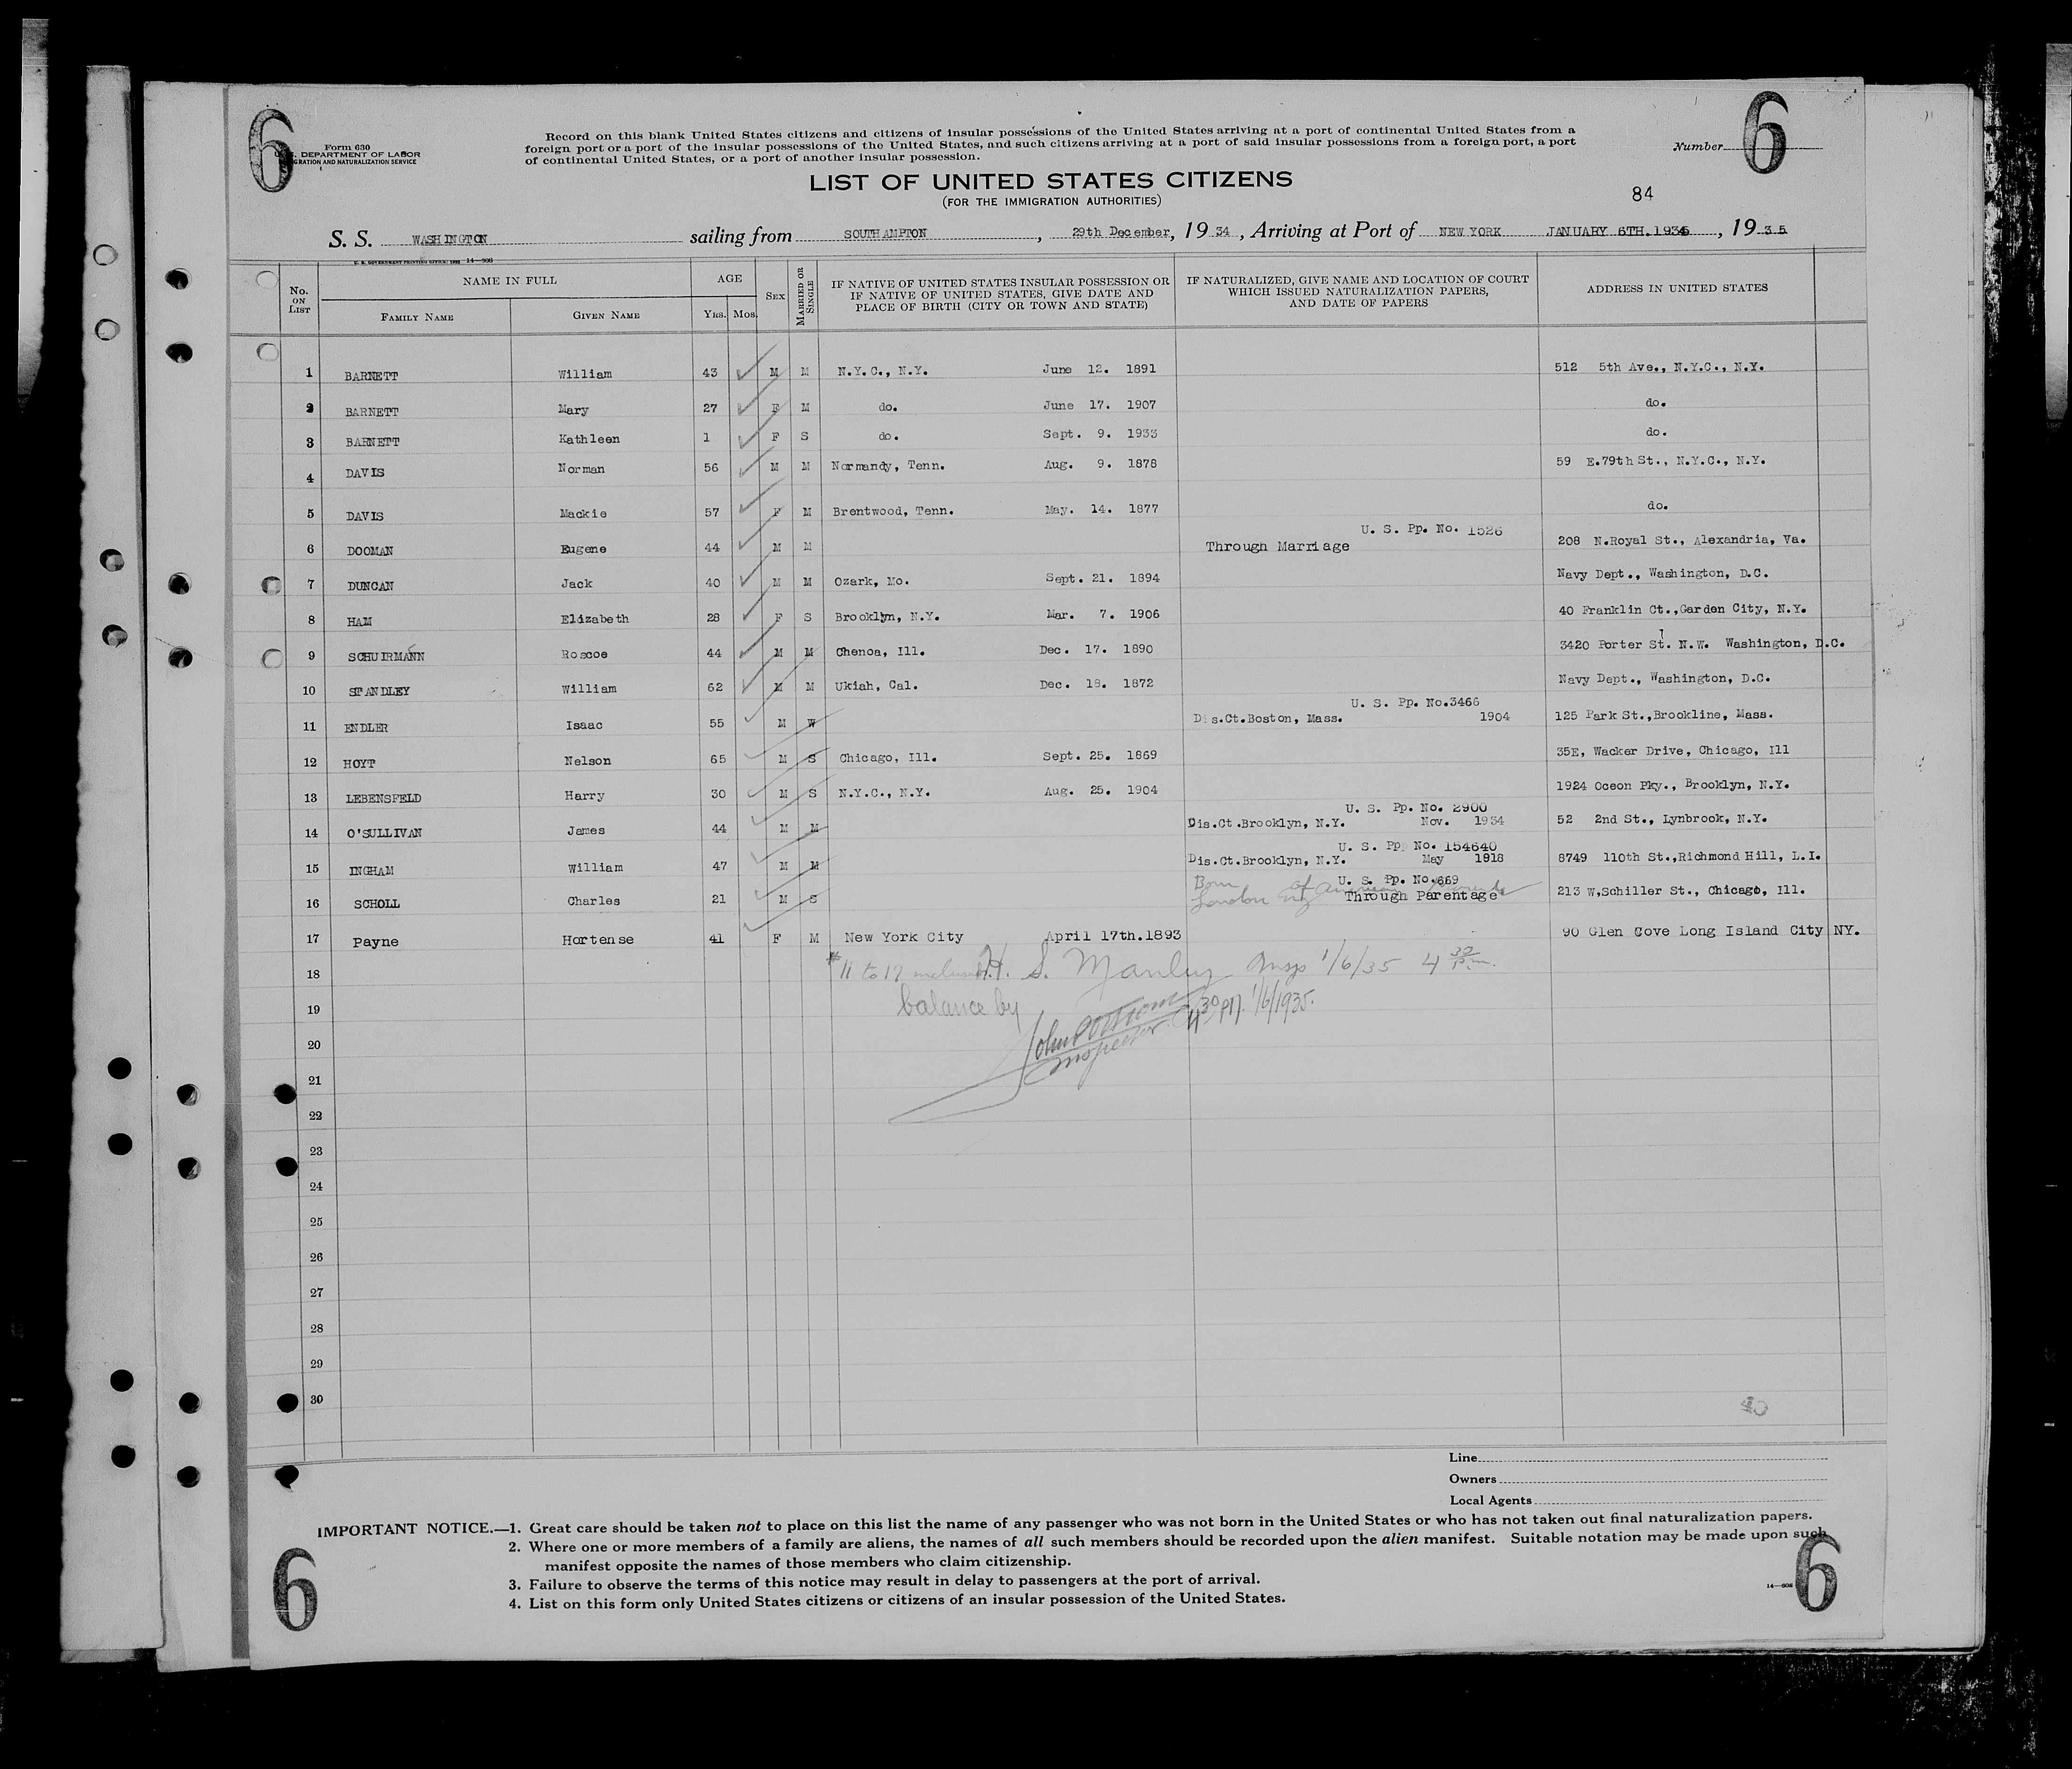 6
6
Form 630
U. S. DEPARTMENT OF LABOR
IMMIGRATION AND NATURALIZATION SERVICE
Record on this blank United States citizens and citizens of insular possessions of the United States arriving at a port of continental United States from a
foreign port or a port of the insular possessions of the United States, and such citizens arriving at a port of said insular possessions from a foreign port, a port
of continental United States, or a port of another insular possession.
Number
LIST OF UNITED STATES CITIZENS
(FOR THE IMMIGRATION AUTHORITIES)
84
S. S. WASHINGTON sailing from SOUTHAMPTON, 29th December, 1934, Arriving at Port of NEW YORK JANUARY 6TH.1935, 1935
No. ON LIST NAME IN FULL FAMILY NAME GIVEN NAME AGE YRS. MOS. SEX MARRIED OR SINGLE IF NATIVE OF UNITED STATES INSULAR POSSESSION OR IF NATIVE OF UNITED STATES, GIVE DATE AND PLACE OF BIRTH (CITY OR TOWN AND STATE) IF NATURALIZED, GIVE NAME AND LOCATION OF COURT WHICH ISSUED NATURALIZATION PAPERS, AND DATE OF PAPERS ADDRESS IN UNITED STATES
1 BARNETT William 43 M M N.Y.C., N.Y. June 12. 1891 512 5th Ave., N.Y.C., N.Y.
2 BARNETT Mary 27 F M do. June 17. 1907 do.
3 BARNETT Kathleen 1 F S do. Sept. 9. 1933 do.
4 DAVIS Norman 56 M M Normandy, Tenn. Aug. 9. 1878 59 E.79th St., N.Y.C., N.Y.
5 DAVIS Mackie 57 F M Brentwood, Tenn. May. 14. 1877 do.
U. S. Pp. No. 1526
6 DOOMAN Eugene 44 M M Through Marriage 208 N.Royal St., Alexandria, Va.
7 DUNCAN Jack 40 M M Ozark, Mo. Sept. 21. 1894 Navy Dept., Washington, D.C.
8 HAM Elizabeth 28 F S Brooklyn, N.Y. Mar. 7. 1906 40 Franklin Ct.,Garden City, N.Y.
9 SCHUIRMANN Roscoe 44 M M Chenoa, Ill. Dec. 17. 1890 3420 Porter St. N.W. Washington, D.C.
10 STANDLEY William 62 M M Ukiah, Cal. Dec. 18. 1872 Navy Dept., Washington, D.C.
U. S. Pp. No.3466
11 ENDLER Isaac 55 M W Dis.Ct.Boston, Mass. 1904 125 Park St.,Brookline, Mass.
12 HOYT Nelson 65 M S Chicago, Ill. Sept. 25. 1869 35E, Wacker Drive, Chicago, Ill
13 LEBENSFELD Harry 30 M S N.Y.C., N.Y. Aug. 25. 1904 1924 Oceon Pky., Brooklyn, N.Y.
U. S. Pp. No. 2900
14 O'SULLIVAN James 44 M M Dis.Ct.Brooklyn, N.Y. Nov. 1934 52 2nd St., Lynbrook, N.Y.
U. S. Pp No. 154640
15 INGHAM William 47 M M Dis.Ct.Brooklyn, N.Y. May 1918 8749 110th St.,Richmond Hill, L.I.
Born of American Parents U. S. Pp. No.669
16 SCHOLL Charles 21 M S London Eng Through Parentage 213 W,Schiller St., Chicago, Ill.
17 Payne Hortense 41 F M New York City April 17th.1893 90 Glen Cove Long Island City NY.
18 # 11 to 17 inclusive H. S. Manley Insp 1/6/35 4 30 P.m.
19 balance by 4 30 PM. 1/6/1935.
20 Inspector
21
22
23
24
25
26
27
28
29
30
Line
Owners
Local Agents
IMPORTANT NOTICE.—1. Great care should be taken not to place on this list the name of any passenger who was not born in the United States or who has not taken out final naturalization papers.
2. Where one or more members of a family are aliens, the names of all such members should be recorded upon the alien manifest. Suitable notation may be made upon such
manifest opposite the names of those members who claim citizenship.
3. Failure to observe the terms of this notice may result in delay to passengers at the port of arrival.
4. List on this form only United States citizens or citizens of an insular possession of the United States.
6
6